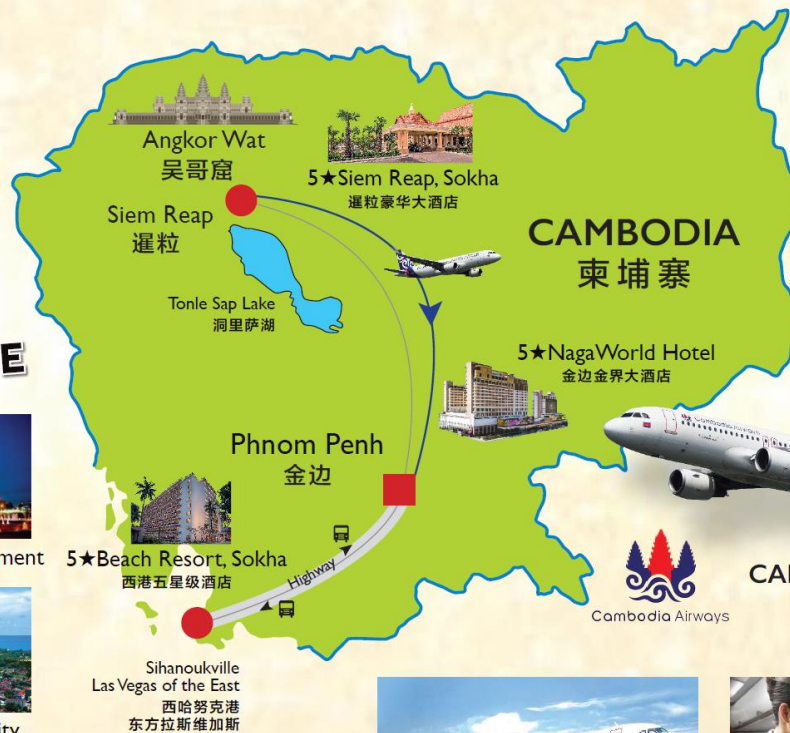 Angkor Wat
吴哥窟
5★Siem Reap, Sokha
暹粒豪华大酒店
Siem Reap
暹粒
CAMBODIA
柬埔寨
Tonle Sap Lake
洞里萨湖
E
5★NagaWorld Hotel
金边金界大酒店
Cambodia Airways
Phnom Penh
金边
ment
5★Beach Resort, Sokha
西港五星级酒店
Highway
CA
Cambodia Airways
Sihanoukville
Las Vegas of the East
西哈努克港
东方拉斯维加斯
ity